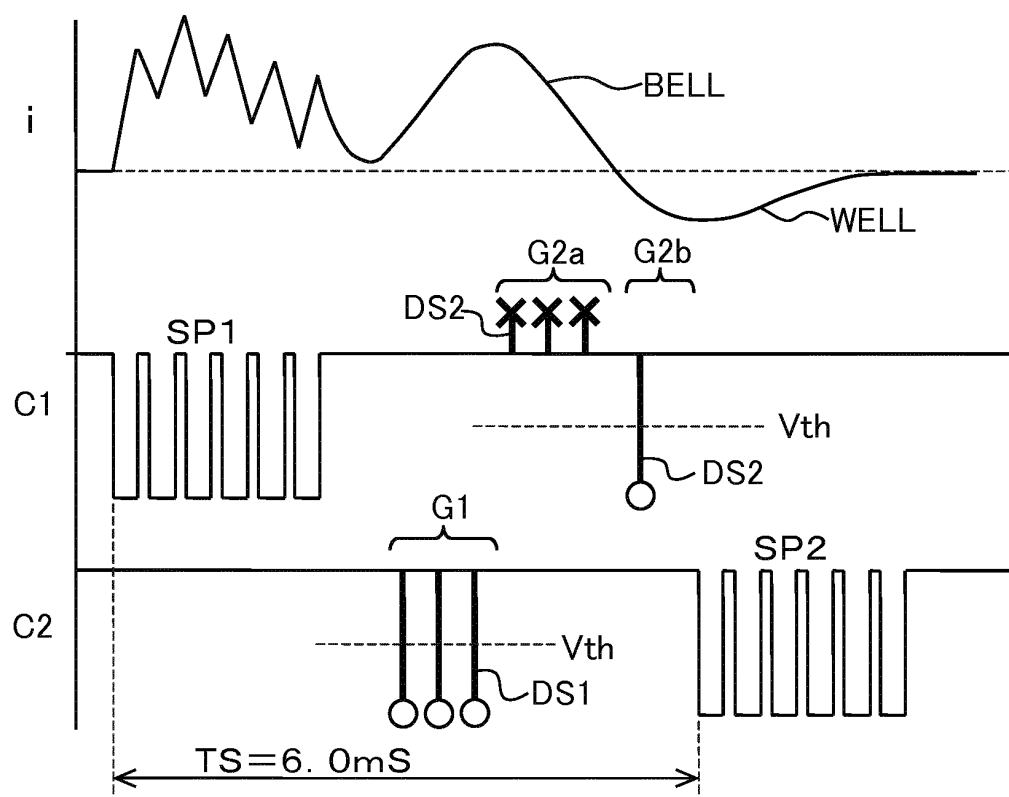 i
BELL
WELL
G2a
G2b
DS2
SP1
C1
Vth
DS2
G1
SP2
C2
Vth
DS1
TS=6. 0mS